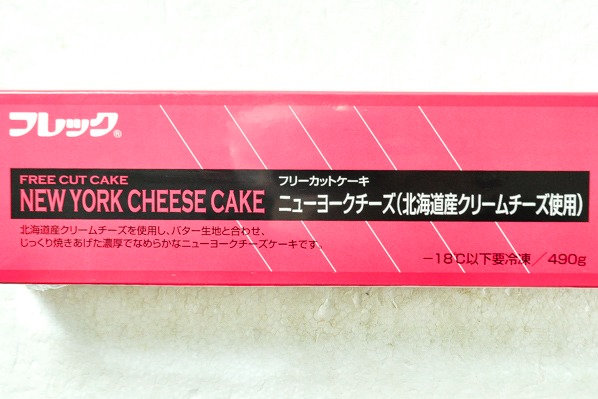 フレック®
FREE CUT CAKE
NEW YORK CHEESE CAKE
フリーカットケーキ
ニューヨークチーズ(北海道産クリームチーズ使用)
北海道産クリームチーズを使用し、バター生地と合わせ、
じっくり焼きあげた濃厚でなめらかなニューヨークチーズケーキです。
−18℃以下要冷凍/490g